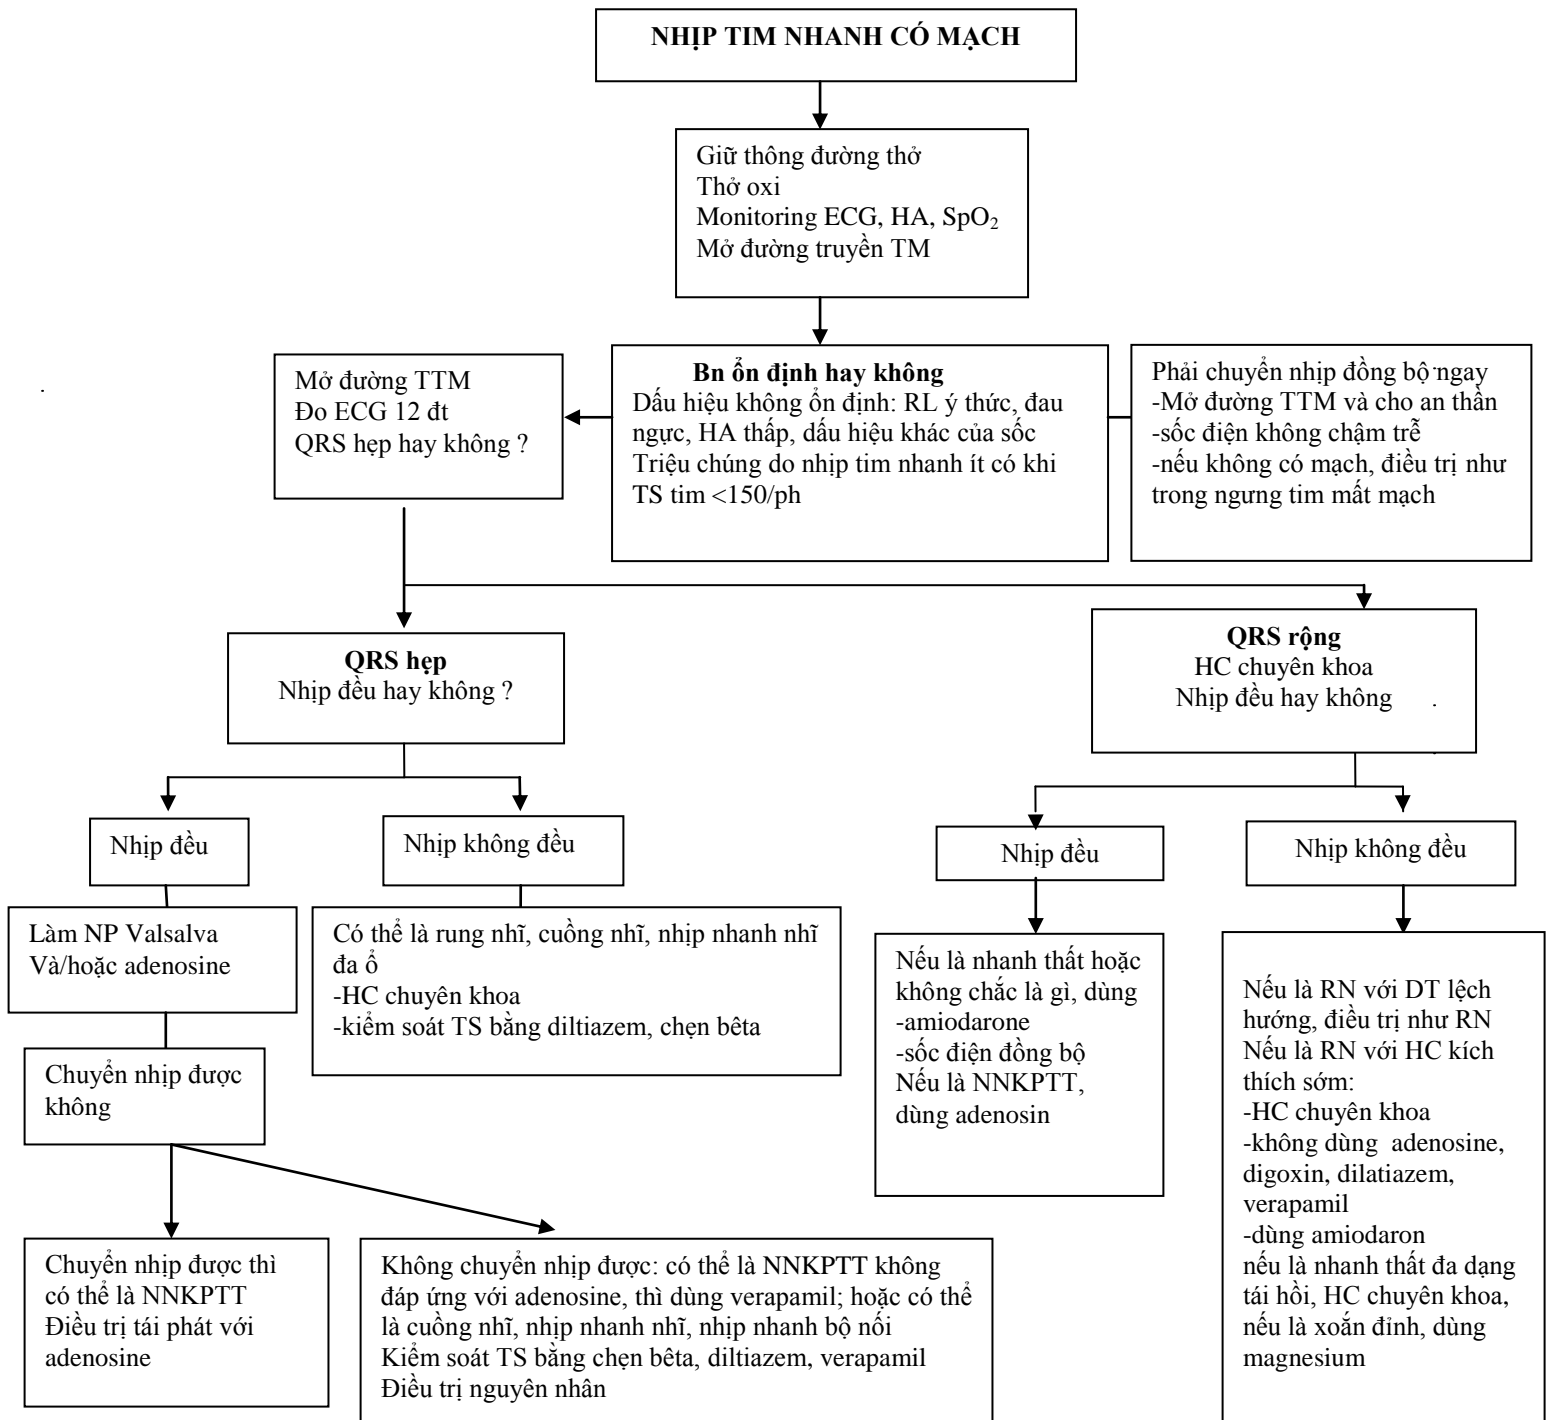 NHỊP TIM NHANH CÓ MẠCH
Giữ thông đường thở
Thở oxi
Monitoring ECG, HA, SpO₂
Mở đường truyền TM
Mở đường TTM
Đo ECG 12 đt
QRS hẹp hay không ?
Bn ổn định hay không
Dấu hiệu không ổn định: RL ý thức, đau
ngực, HA thấp, dấu hiệu khác của sốc
Triệu chúng do nhịp tim nhanh ít có khi
TS tim <150/ph
Phải chuyển nhịp đồng bộ ngay
-Mở đường TTM và cho an thần
-sốc điện không chậm trễ
-nếu không có mạch, điều trị như
trong ngưng tim mất mạch
QRS hẹp
Nhịp đều hay không ?
QRS rộng
HC chuyên khoa
Nhịp đều hay không
Nhịp đều
Nhịp không đều
Nhịp đều
Nhịp không đều
Làm NP Valsalva
Và/hoặc adenosine
Có thể là rung nhĩ, cuồng nhĩ, nhịp nhanh nhĩ
đa ổ
-HC chuyên khoa
-kiểm soát TS bằng diltiazem, chẹn bêta
Nếu là nhanh thất hoặc
không chắc là gì, dùng
-amiodarone
-sốc điện đồng bộ
Nếu là NNKPTT,
dùng adenosin
Nếu là RN với DT lệch
hướng, điều trị như RN
Nếu là RN với HC kích
thích sớm:
-HC chuyên khoa
-không dùng adenosine,
digoxin, dilatiazem,
verapamil
-dùng amiodaron
nếu là nhanh thất đa dạng
tái hồi, HC chuyên khoa,
nếu là xoắn đỉnh, dùng
magnesium
Chuyển nhịp được
không
Chuyển nhịp được thì
có thể là NNKPTT
Điều trị tái phát với
adenosine
Không chuyển nhịp được: có thể là NNKPTT không
đáp ứng với adenosine, thì dùng verapamil; hoặc có thể
là cuồng nhĩ, nhịp nhanh nhĩ, nhịp nhanh bộ nối
Kiểm soát TS bằng chẹn bêta, diltiazem, verapamil
Điều trị nguyên nhân